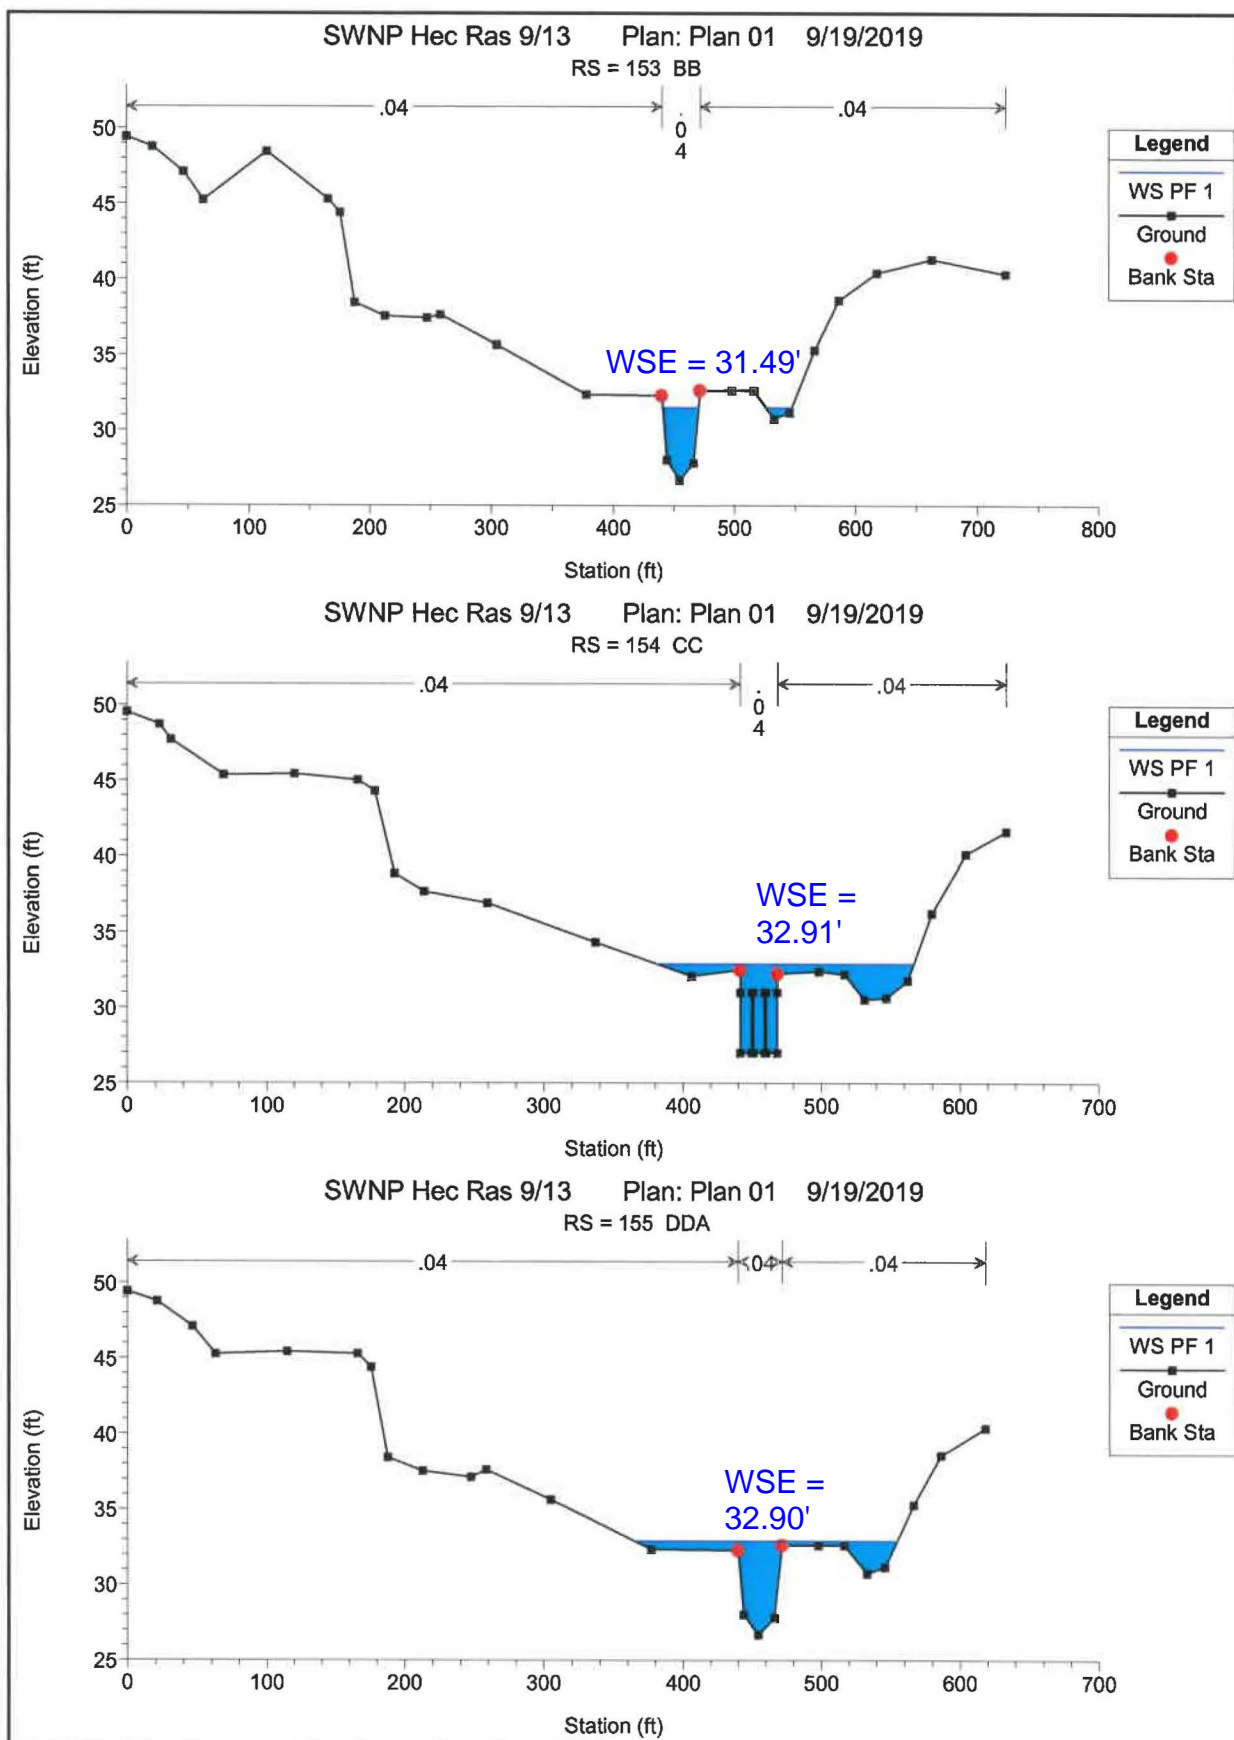 SWNP Hec Ras 9/13 Plan: Plan 01 9/19/2019
RS = 153 BB
.04
.04
.04
Elevation (ft)
50
45
40
35
30
25
WSE = 31.49'
0 100 200 300 400 500 600 700 800
Station (ft)
Legend
WS PF 1
Ground
Bank Sta
SWNP Hec Ras 9/13 Plan: Plan 01 9/19/2019
RS = 154 CC
.04
.04
.04
Elevation (ft)
50
45
40
35
30
25
WSE =
32.91'
0 100 200 300 400 500 600 700
Station (ft)
Legend
WS PF 1
Ground
Bank Sta
SWNP Hec Ras 9/13 Plan: Plan 01 9/19/2019
RS = 155 DDA
.04
.04
.04
Elevation (ft)
50
45
40
35
30
25
WSE =
32.90'
0 100 200 300 400 500 600 700
Station (ft)
Legend
WS PF 1
Ground
Bank Sta